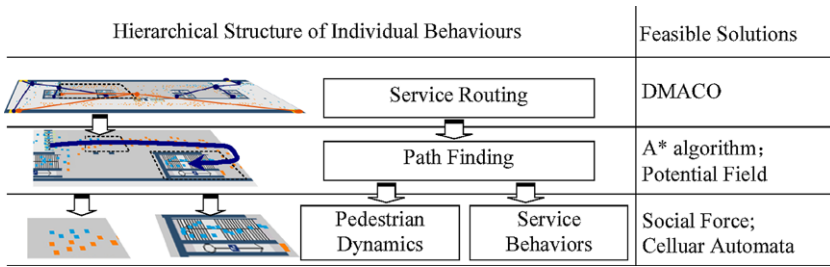 Hierarchical Structure of Individual Behaviours
Feasible Solutions
Service Routing
DMACO
Path Finding
A* algorithm;
Potential Field
Pedestrian
Dynamics
Service
Behaviors
Social Force;
Celluar Automata